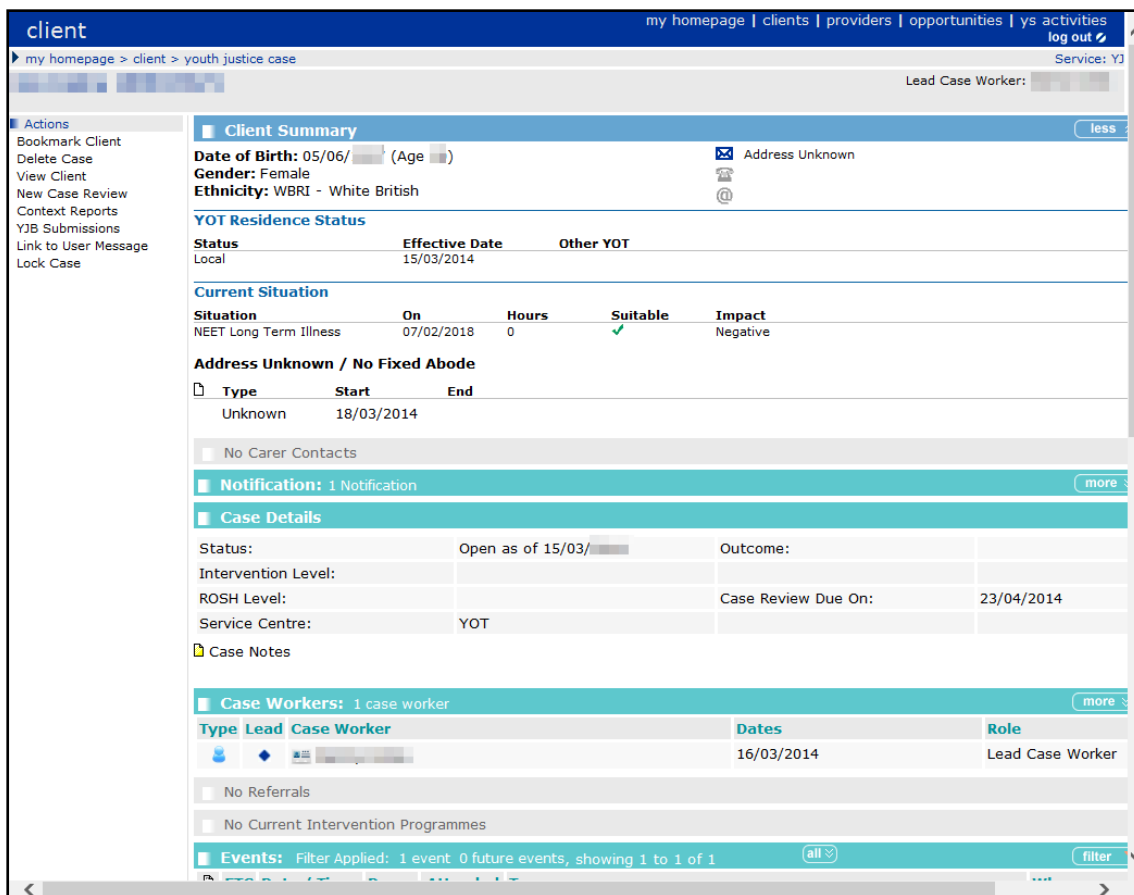 client
my homepage | clients | providers | opportunities | ys activities
log out
my homepage > client > youth justice case
Service: YJ
Lead Case Worker:
Actions
Bookmark Client
Delete Case
View Client
New Case Review
Context Reports
YJB Submissions
Link to User Message
Lock Case
Client Summary
less
Date of Birth: 05/06/ (Age )
Address Unknown
Gender: Female
Ethnicity: WBRI - White British
@
YOT Residence Status
Status Effective Date Other YOT
Local 15/03/2014
Current Situation
Situation On Hours Suitable Impact
NEET Long Term Illness 07/02/2018 0 Negative
Address Unknown / No Fixed Abode
Type Start End
Unknown 18/03/2014
No Carer Contacts
Notification: 1 Notification more
Case Details
Status: Open as of 15/03/ Outcome:
Intervention Level:
ROSH Level: Case Review Due On: 23/04/2014
Service Centre: YOT
Case Notes
Case Workers: 1 case worker more
Type Lead Case Worker Dates Role
16/03/2014 Lead Case Worker
No Referrals
No Current Intervention Programmes
Events: Filter Applied: 1 event 0 future events, showing 1 to 1 of 1 all filter